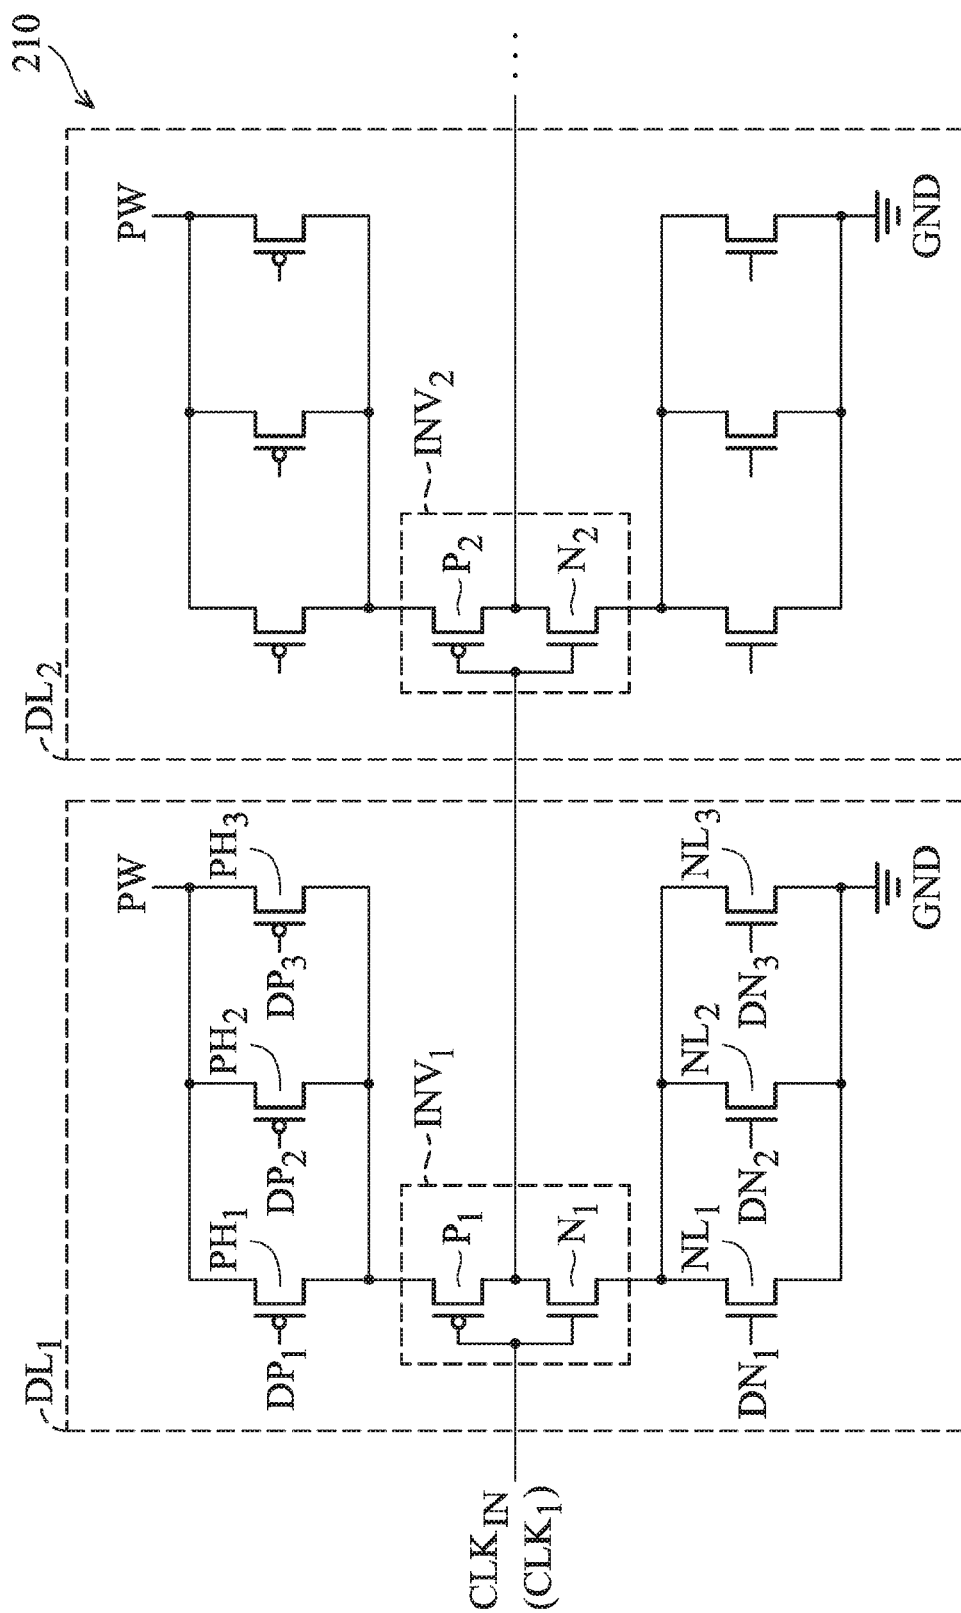 210
DL₁
DL₂
PW
PW
PH₁
PH₂
PH₃
DP₁
DP₂
DP₃
INV₁
INV₂
P₁
P₂
CLK_IN
(CLK₁)
...
N₁
N₂
NL₁
NL₂
NL₃
DN₁
DN₂
DN₃
GND
GND